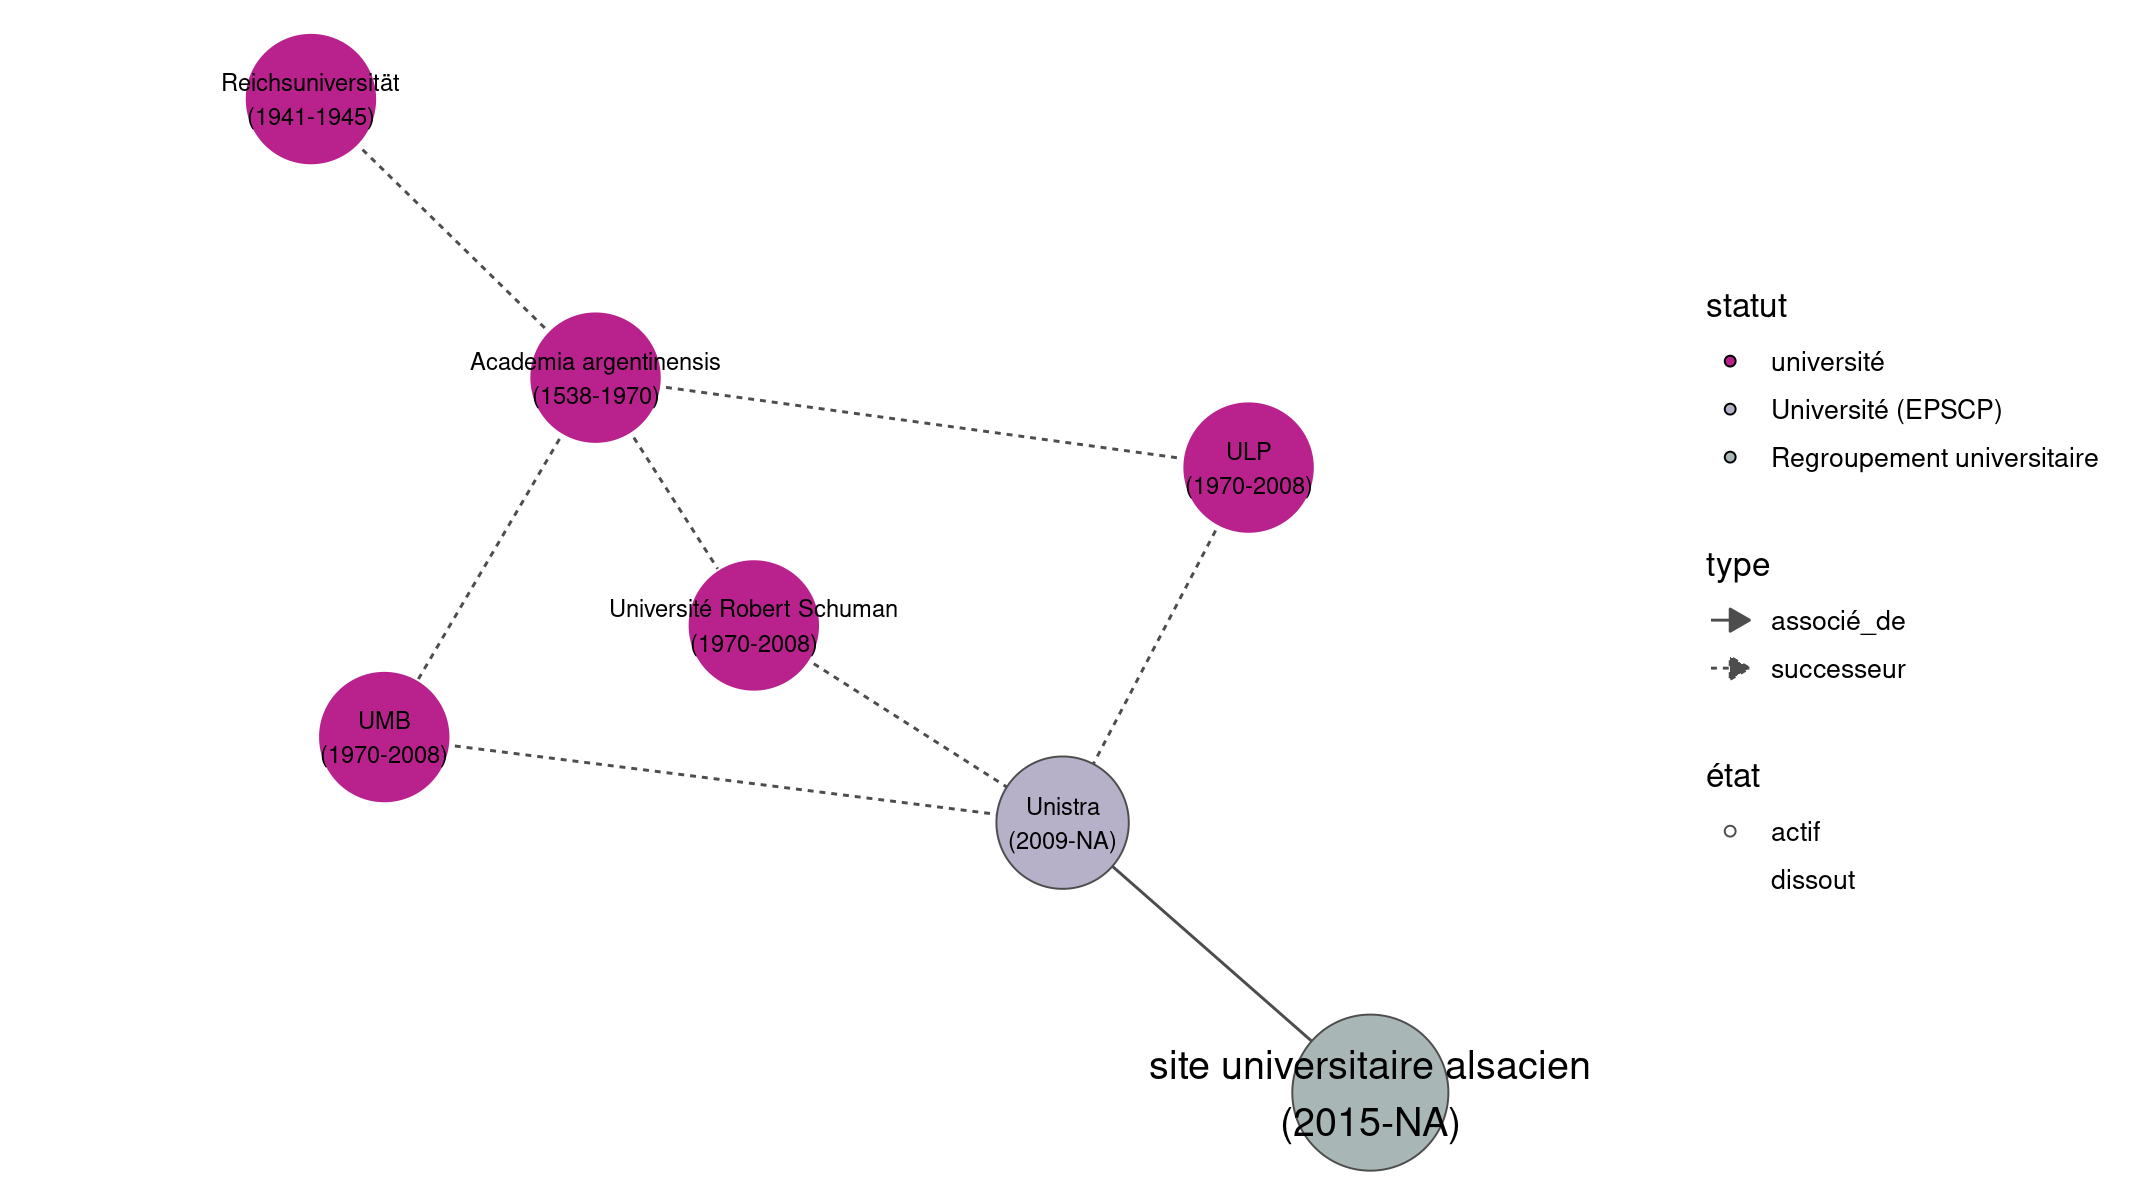 Reichsuniversität
(1941-1945)
Academia argentinensis
(1538-1970)
ULP
(1970-2008)
Université Robert Schuman
(1970-2008)
UMB
(1970-2008)
Unistra
(2009-NA)
site universitaire alsacien
(2015-NA)
statut
université
Université (EPSCP)
Regroupement universitaire
type
associé_de
successeur
état
actif
dissout